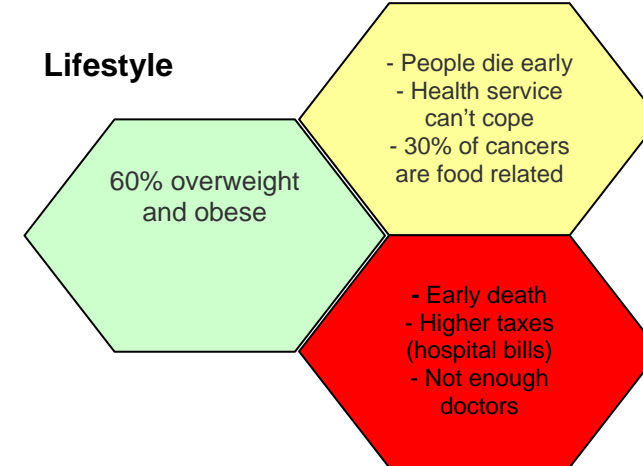 Lifestyle
- People die early
- Health service
can't cope
- 30% of cancers
are food related
60% overweight
and obese
- Early death
- Higher taxes
(hospital bills)
- Not enough
doctors